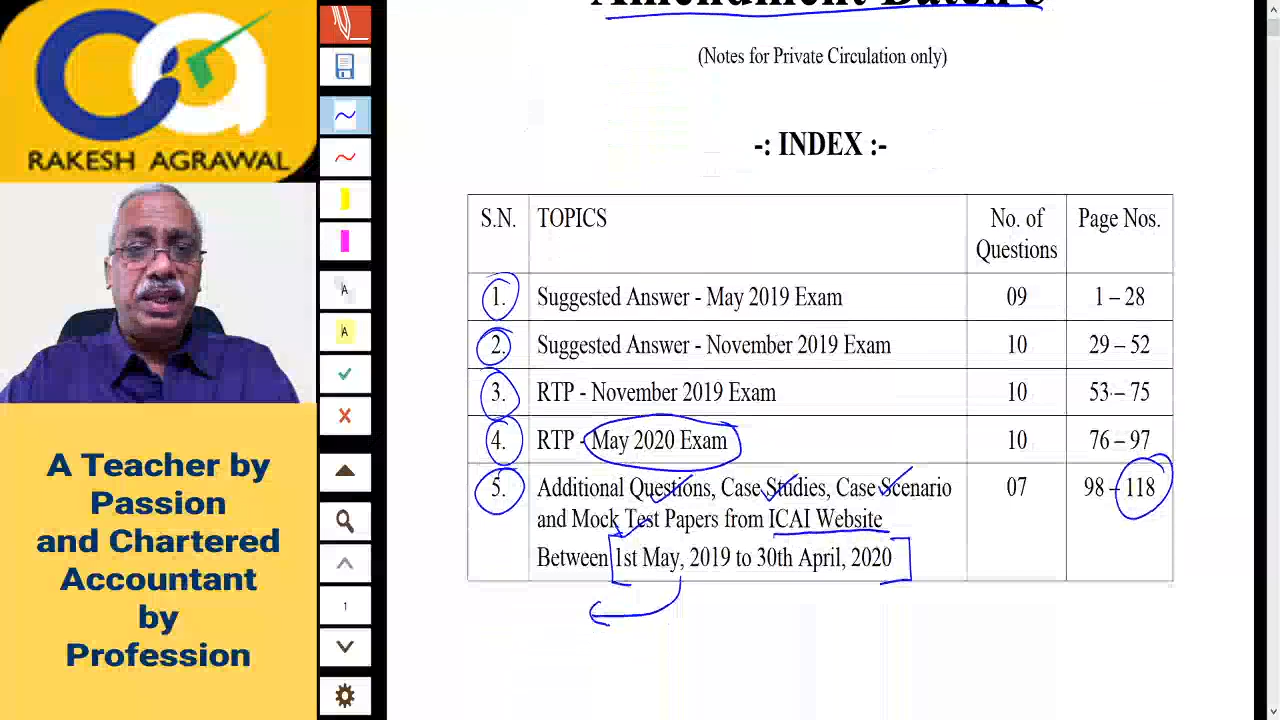 RAKESH AGRAWAL
A Teacher by
Passion
and Chartered
Accountant
by
Profession
A
A
1
(Notes for Private Circulation only)
-: INDEX :-
S.N. TOPICS No. of Questions Page Nos.
1. Suggested Answer - May 2019 Exam 09 1 – 28
2. Suggested Answer - November 2019 Exam 10 29 – 52
3. RTP - November 2019 Exam 10 53 – 75
4. RTP - May 2020 Exam 10 76 – 97
5. Additional Questions, Case Studies, Case Scenario 07 98 – 118
and Mock Test Papers from ICAI Website
Between 1st May, 2019 to 30th April, 2020